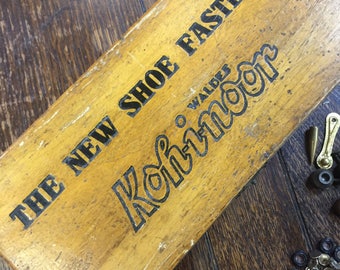 THE NEW SHOE FASTE
WALDES
Koh-i-noor